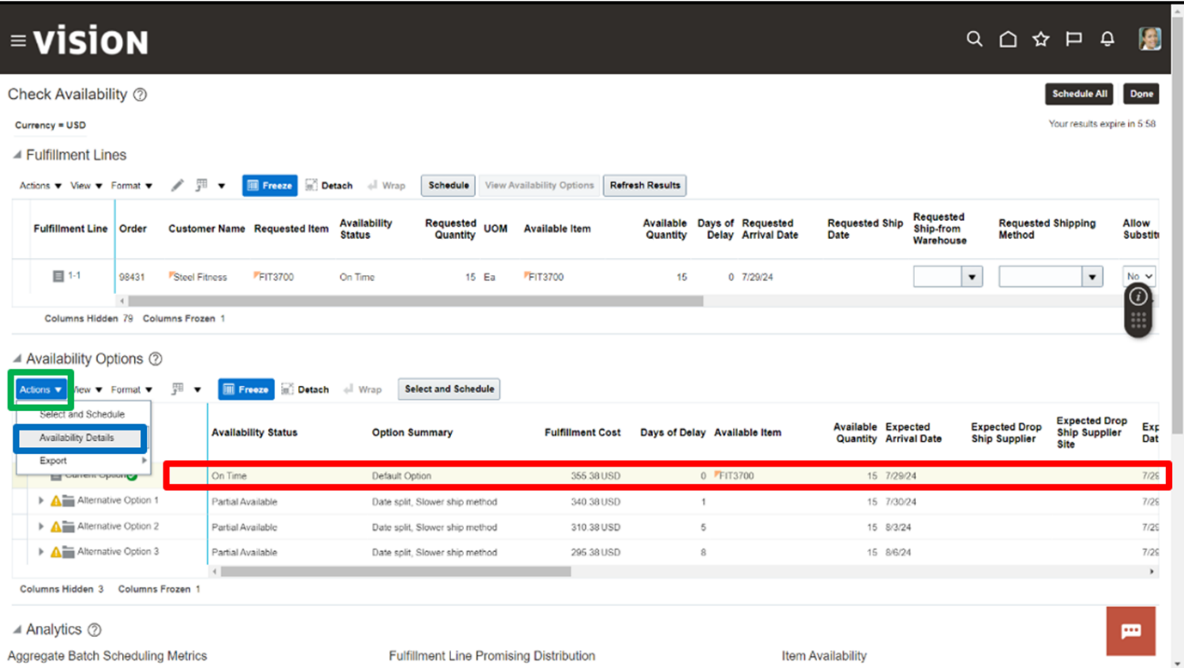 vision
Check Availability
Schedule All Done
Currency = USD
Your results expire in 5:58
Fulfillment Lines
Actions View Format Freeze Detach Wrap Schedule View Availability Options Refresh Results
Fulfillment Line Order Customer Name Requested Item Availability Status Requested Quantity UOM Available Item Available Quantity Days of Delay Requested Arrival Date Requested Ship Date Requested Ship-from Warehouse Requested Shipping Method Allow
1-1 98431 Steel Fitness FIT3700 On Time 15 Ea FIT3700 15 0 7/29/24 No
Columns Hidden 79 Columns Frozen 1
Availability Options
Actions View Format Freeze Detach Wrap Select and Schedule
Select and Schedule
Availability Details
Export
Availability Status Option Summary Fulfillment Cost Days of Delay Available Item Available Quantity Expected Arrival Date Expected Drop Ship Supplier Expected Drop Ship Supplier Site
Current Option On Time Default Option 355.38 USD 0 FIT3700 15 7/29/24 7/29
Alternative Option 1 Partial Available Date split, Slower ship method 340.38 USD 1 15 7/30/24 7/29
Alternative Option 2 Partial Available Date split, Slower ship method 310.38 USD 5 15 8/3/24 7/29
Alternative Option 3 Partial Available Date split, Slower ship method 295.38 USD 8 15 8/6/24 7/29
Columns Hidden 3 Columns Frozen 1
Analytics
Aggregate Batch Scheduling Metrics Fulfillment Line Promising Distribution Item Availability